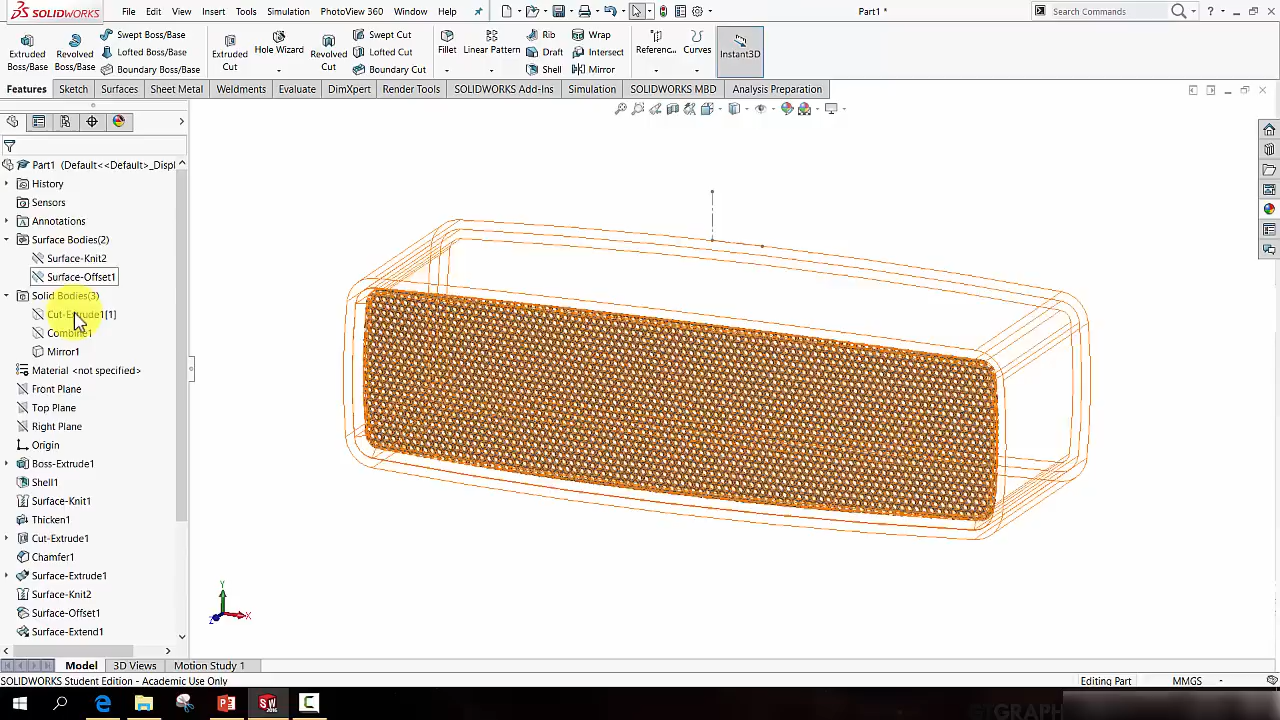 SOLIDWORKS File Edit View Insert Tools Simulation PhotoView 360 Window Help Part1 * Search Commands
Extruded Boss/Base
Revolved Boss/Base
Swept Boss/Base
Lofted Boss/Base
Boundary Boss/Base
Extruded Cut
Hole Wizard
Revolved Cut
Swept Cut
Lofted Cut
Boundary Cut
Fillet
Linear Pattern
Rib
Draft
Shell
Wrap
Intersect
Mirror
Referenc...
Curves
Instant3D
Features Sketch Surfaces Sheet Metal Weldments Evaluate DimXpert Render Tools SOLIDWORKS Add-Ins Simulation SOLIDWORKS MBD Analysis Preparation
Part1 (Default<<Default>_Displ
History
Sensors
Annotations
Surface Bodies(2)
Surface-Knit2
Surface-Offset1
Solid Bodies(3)
Cut-Extrude1[1]
Combine1
Mirror1
Material <not specified>
Front Plane
Top Plane
Right Plane
Origin
Boss-Extrude1
Shell1
Surface-Knit1
Thicken1
Cut-Extrude1
Chamfer1
Surface-Extrude1
Surface-Knit2
Surface-Offset1
Surface-Extend1
Y
X
Z
Model 3D Views Motion Study 1
SOLIDWORKS Student Edition - Academic Use Only Editing Part MMGS